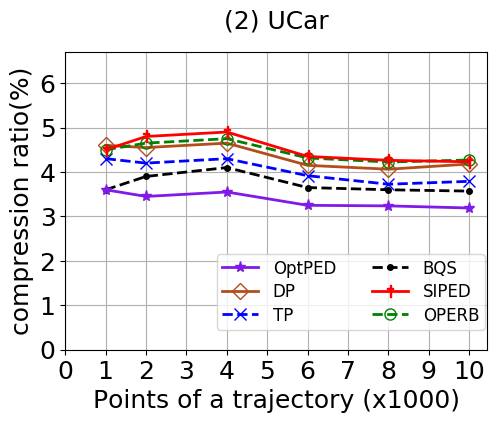 (2) UCar
compression ratio(%)
6
5
4
3
2
1
0
OptPED
DP
TP
BQS
SIPED
OPERB
0 1 2 3 4 5 6 7 8 9 10
Points of a trajectory (x1000)